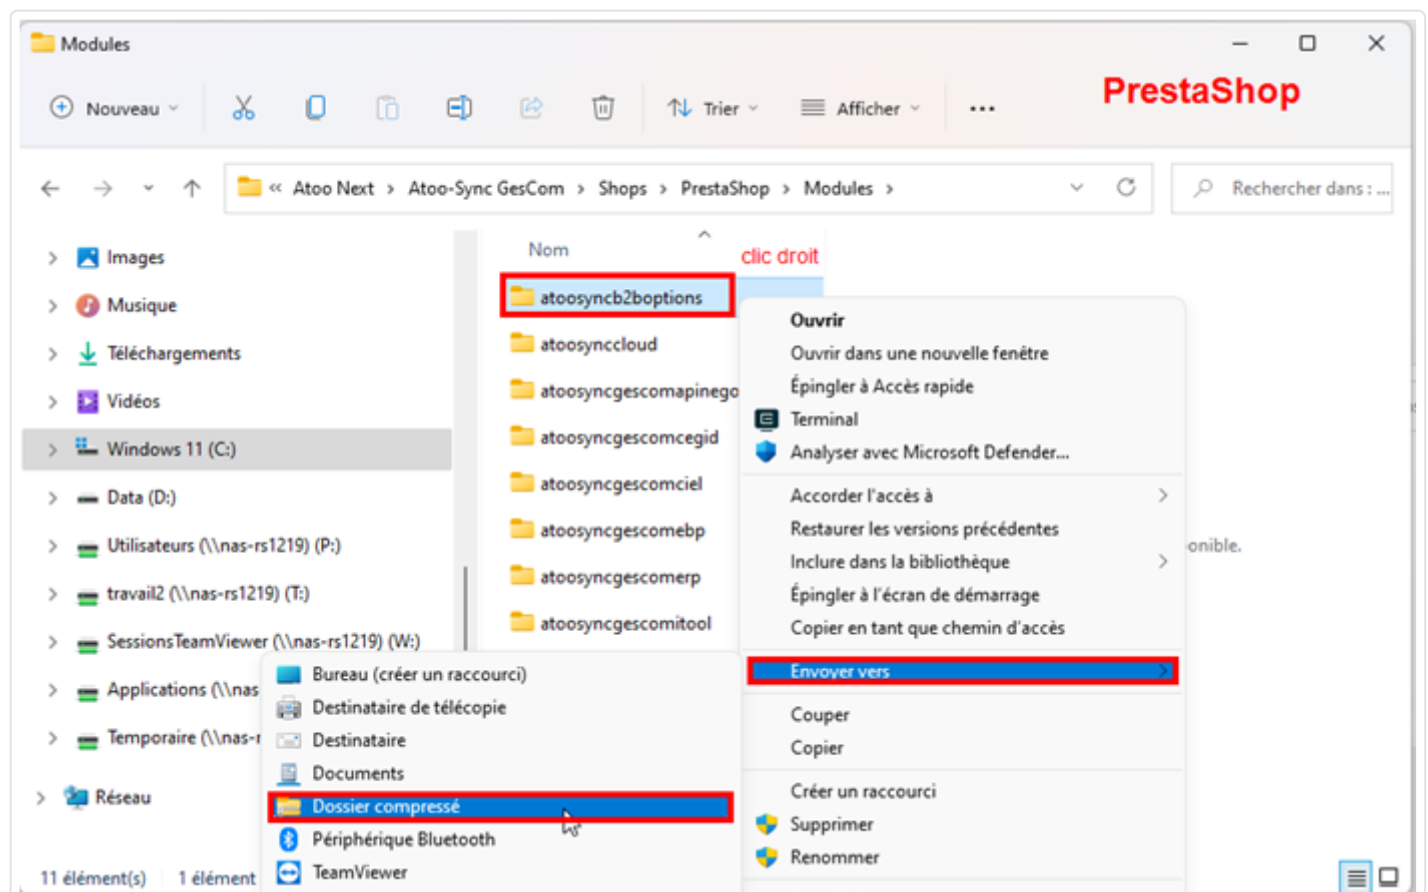 Modules
PrestaShop
Nouveau
Trier
Afficher
« Atoo Next > Atoo-Sync GesCom > Shops > PrestaShop > Modules >
Rechercher dans : ...
Images
Musique
Téléchargements
Vidéos
Windows 11 (C:)
Data (D:)
Utilisateurs (\\nas-rs1219) (P:)
travail2 (\\nas-rs1219) (T:)
SessionsTeamViewer (\\nas-rs1219) (W:)
Applications (\\nas
Temporaire (\\nas-r
Réseau
Nom
clic droit
atoosyncb2boptions
atoosynccloud
atoosyncgescomapinego
atoosyncgescomcegid
atoosyncgescomciel
atoosyncgescomebp
atoosyncgescomerp
atoosyncgescomitool
Ouvrir
Ouvrir dans une nouvelle fenêtre
Épingler à Accès rapide
Terminal
Analyser avec Microsoft Defender...
Accorder l'accès à
Restaurer les versions précédentes
Inclure dans la bibliothèque
Épingler à l'écran de démarrage
Copier en tant que chemin d'accès
Envoyer vers
Couper
Copier
Créer un raccourci
Supprimer
Renommer
onible.
Bureau (créer un raccourci)
Destinataire de télécopie
Destinataire
Documents
Dossier compressé
Périphérique Bluetooth
TeamViewer
11 élément(s)
1 élément